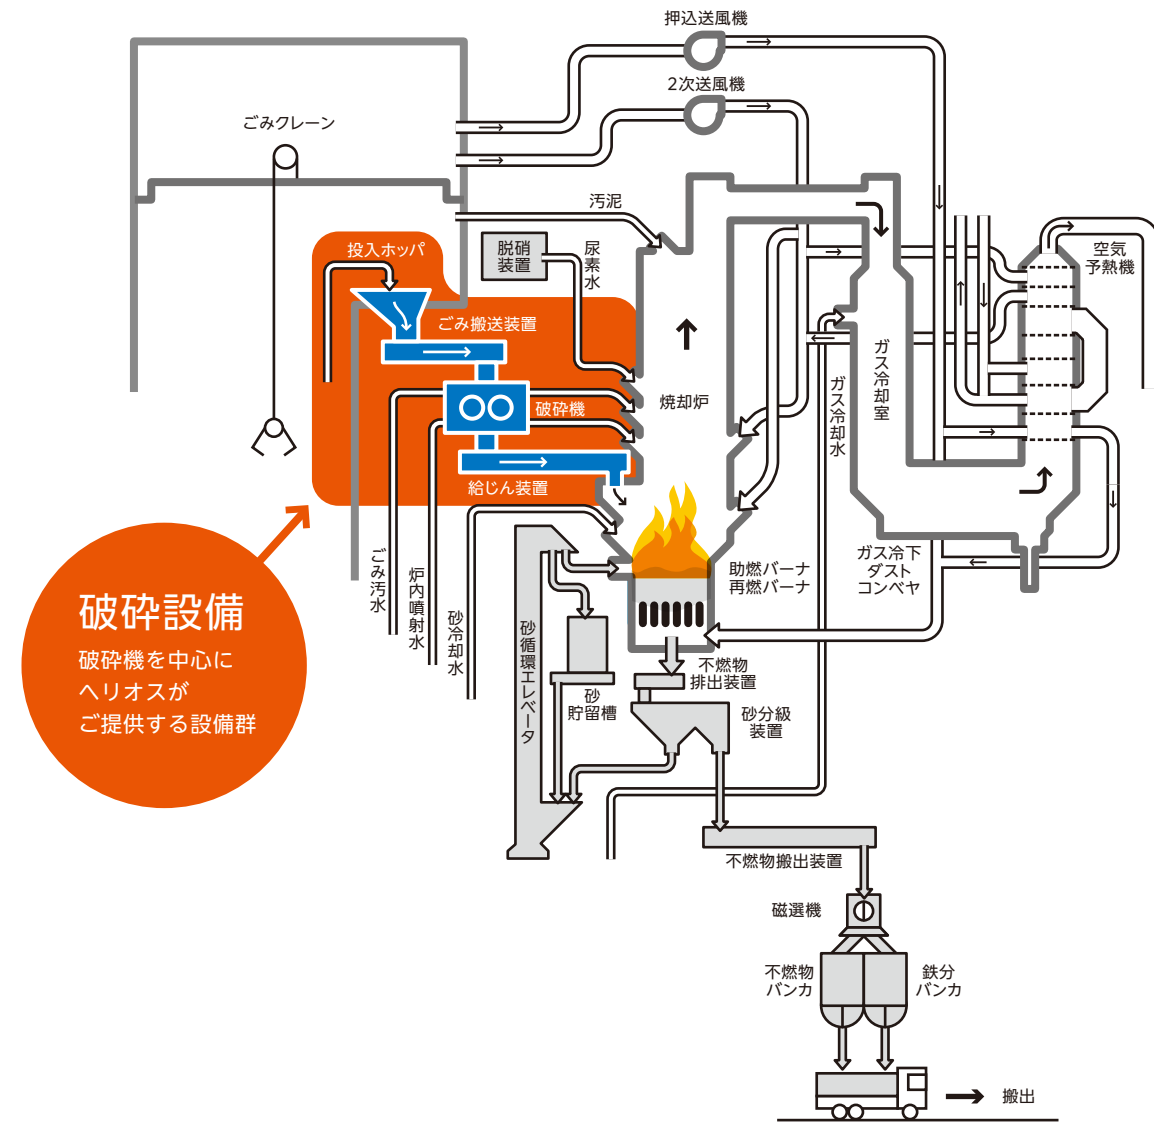 押込送風機
2次送風機
ごみクレーン
汚泥
脱硝
装置
尿素水
投入ホッパ
ごみ搬送装置
破砕機
給じん装置
焼却炉
ガス冷却水
ガス冷却室
空気
予熱機
破砕設備
破砕機を中心に
ヘリオスが
ご提供する設備群
ごみ汚水
炉内噴射水
砂冷却水
砂循環エレベータ
砂
貯留槽
助燃バーナ
再燃バーナ
ガス冷下
ダスト
コンベヤ
不燃物
排出装置
砂分級
装置
不燃物搬出装置
磁選機
不燃物
バンカ
鉄分
バンカ
搬出